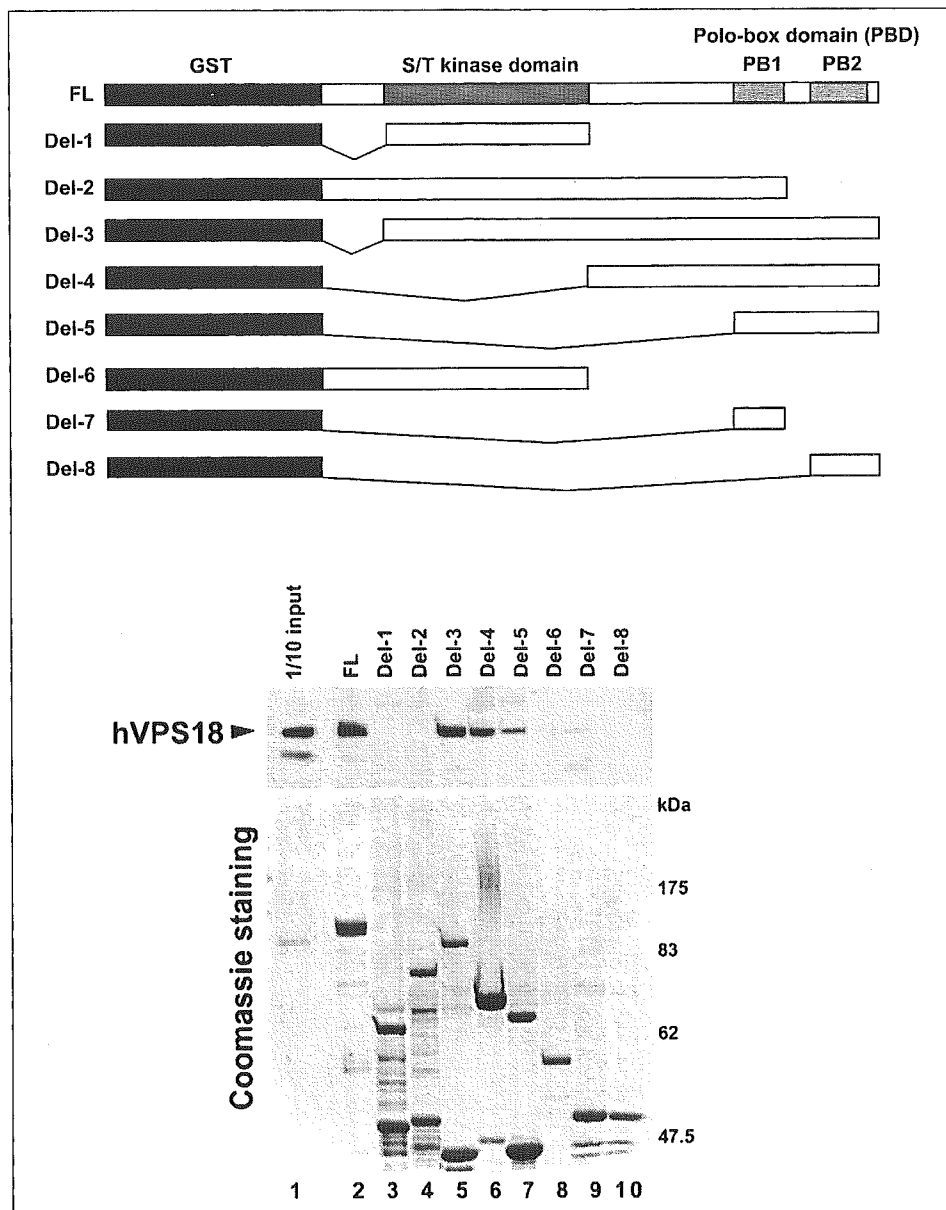 Polo-box domain (PBD)
GST S/T kinase domain PB1 PB2
FL
Del-1
Del-2
Del-3
Del-4
Del-5
Del-6
Del-7
Del-8
1/10 input FL Del-1 Del-2 Del-3 Del-4 Del-5 Del-6 Del-7 Del-8
hVPS18
Coomassie staining
kDa
175
83
62
47.5
1 2 3 4 5 6 7 8 9 10